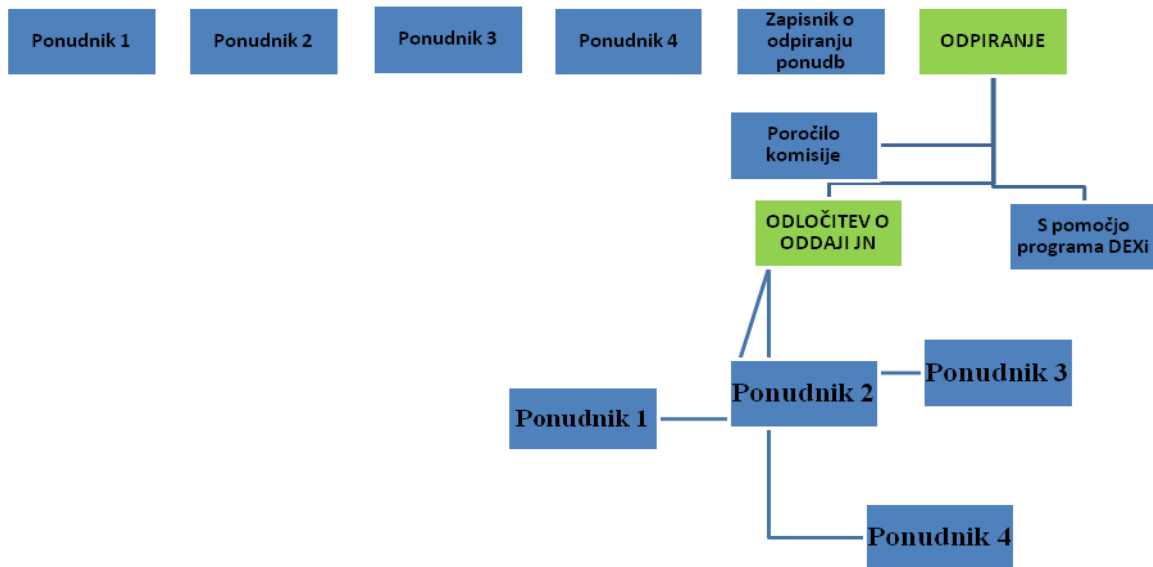 Ponudnik 1
Ponudnik 2
Ponudnik 3
Ponudnik 4
Zapisnik o
odpiranju
ponudb
ODPIRANJE
Poročilo
komisije
ODLOČITEV O
ODDAJI JN
S pomočjo
programa DEXi
Ponudnik 3
Ponudnik 2
Ponudnik 1
Ponudnik 4